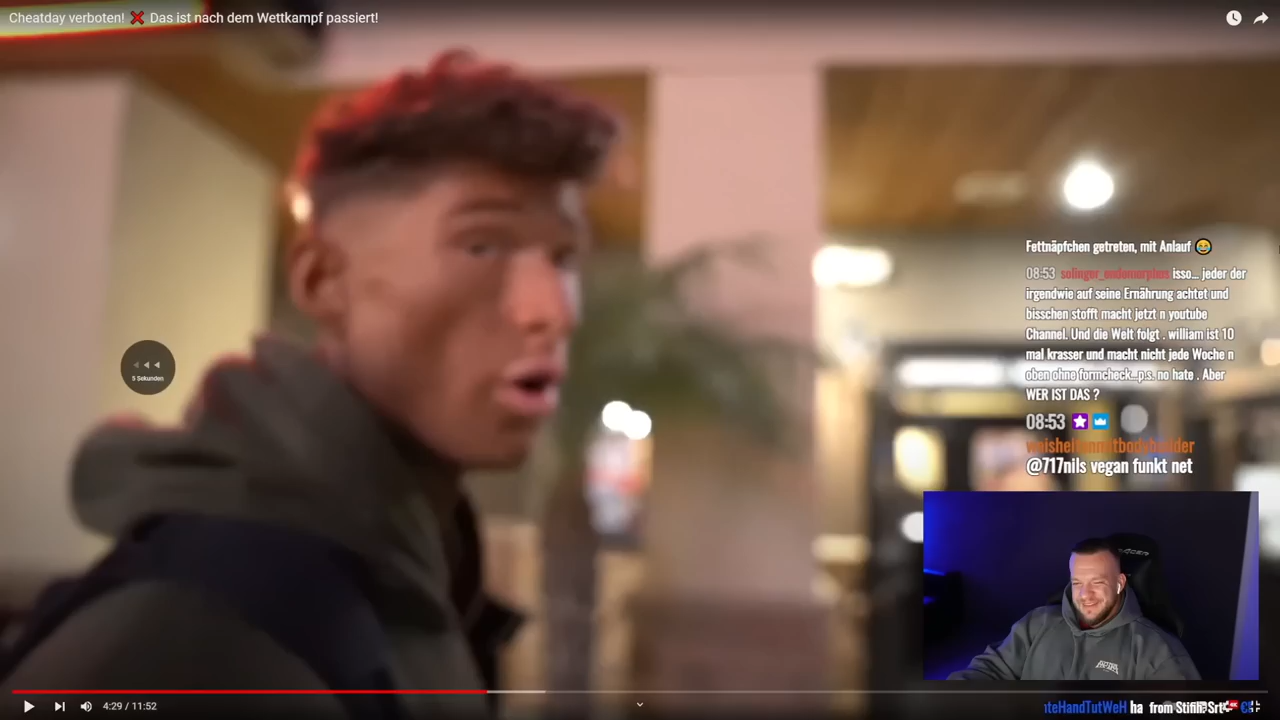 Cheatday verboten! ❌ Das ist nach dem Wettkampf passiert!
Fettnäpfchen getreten, mit Anlauf 😂
08:53 isso... jeder der
irgendwie auf seine Ernährung achtet und
bisschen stofft macht jetzt n youtube
Channel. Und die Welt folgt . william ist 10
mal krasser und macht nicht jede Woche n
oben ohne formcheck...p.s. no hate . Aber
WER IST DAS ?
5 Sekunden
08:53
@717nils vegan funkt net
4:29 / 11:52
teHandTutWeH ha from